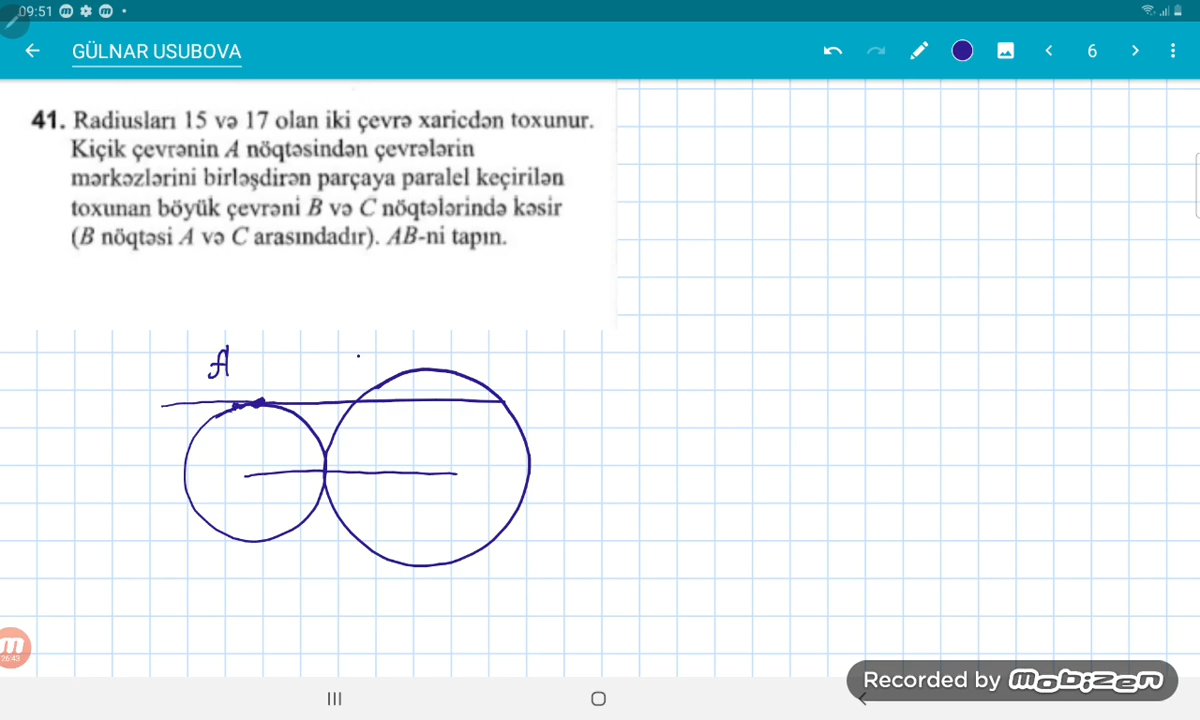 09:51
GÜLNAR USUBOVA
6
41. Radiusları 15 və 17 olan iki çevrə xaricdən toxunur.
Kiçik çevrənin A nöqtəsindən çevrələrin
mərkəzlərini birləşdirən parçaya paralel keçirilən
toxunan böyük çevrəni B və C nöqtələrində kəsir
(B nöqtəsi A və C arasındadır). AB-ni tapın.
A
26:43
Recorded by Mobizen